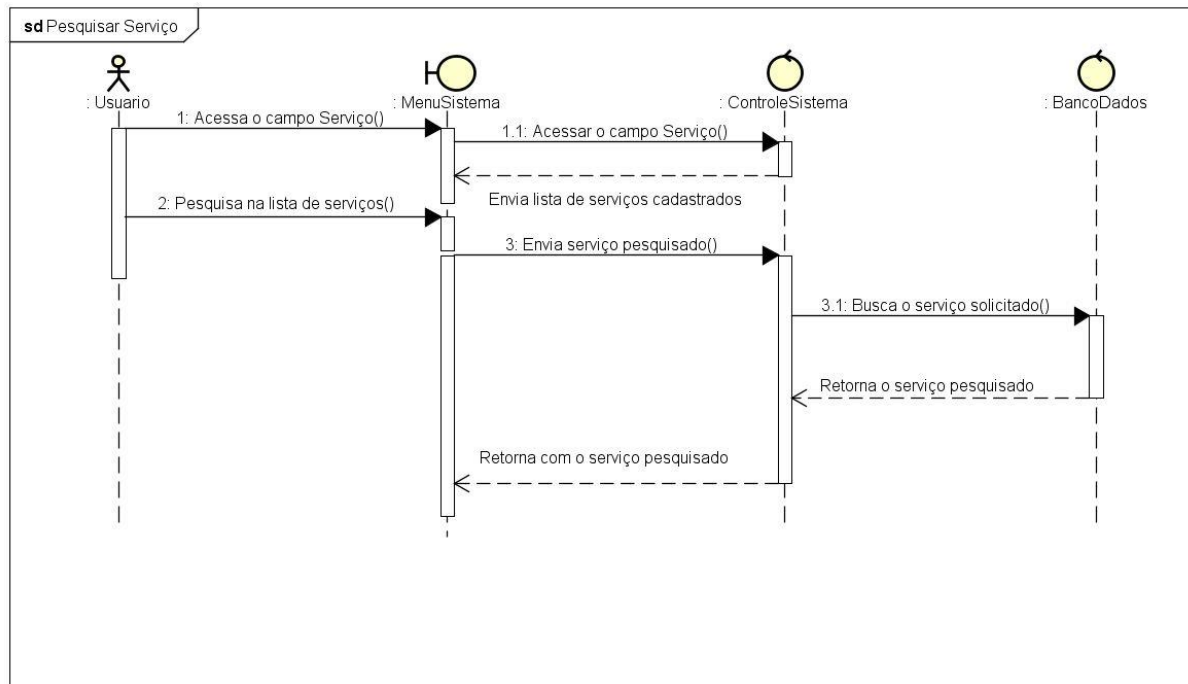 sd Pesquisar Serviço
: Usuario
: MenuSistema
: ControleSistema
: BancoDados
1: Acessa o campo Serviço()
1.1: Acessar o campo Serviço()
Envia lista de serviços cadastrados
2: Pesquisa na lista de serviços()
3: Envia serviço pesquisado()
3.1: Busca o serviço solicitado()
Retorna o serviço pesquisado
Retorna com o serviço pesquisado